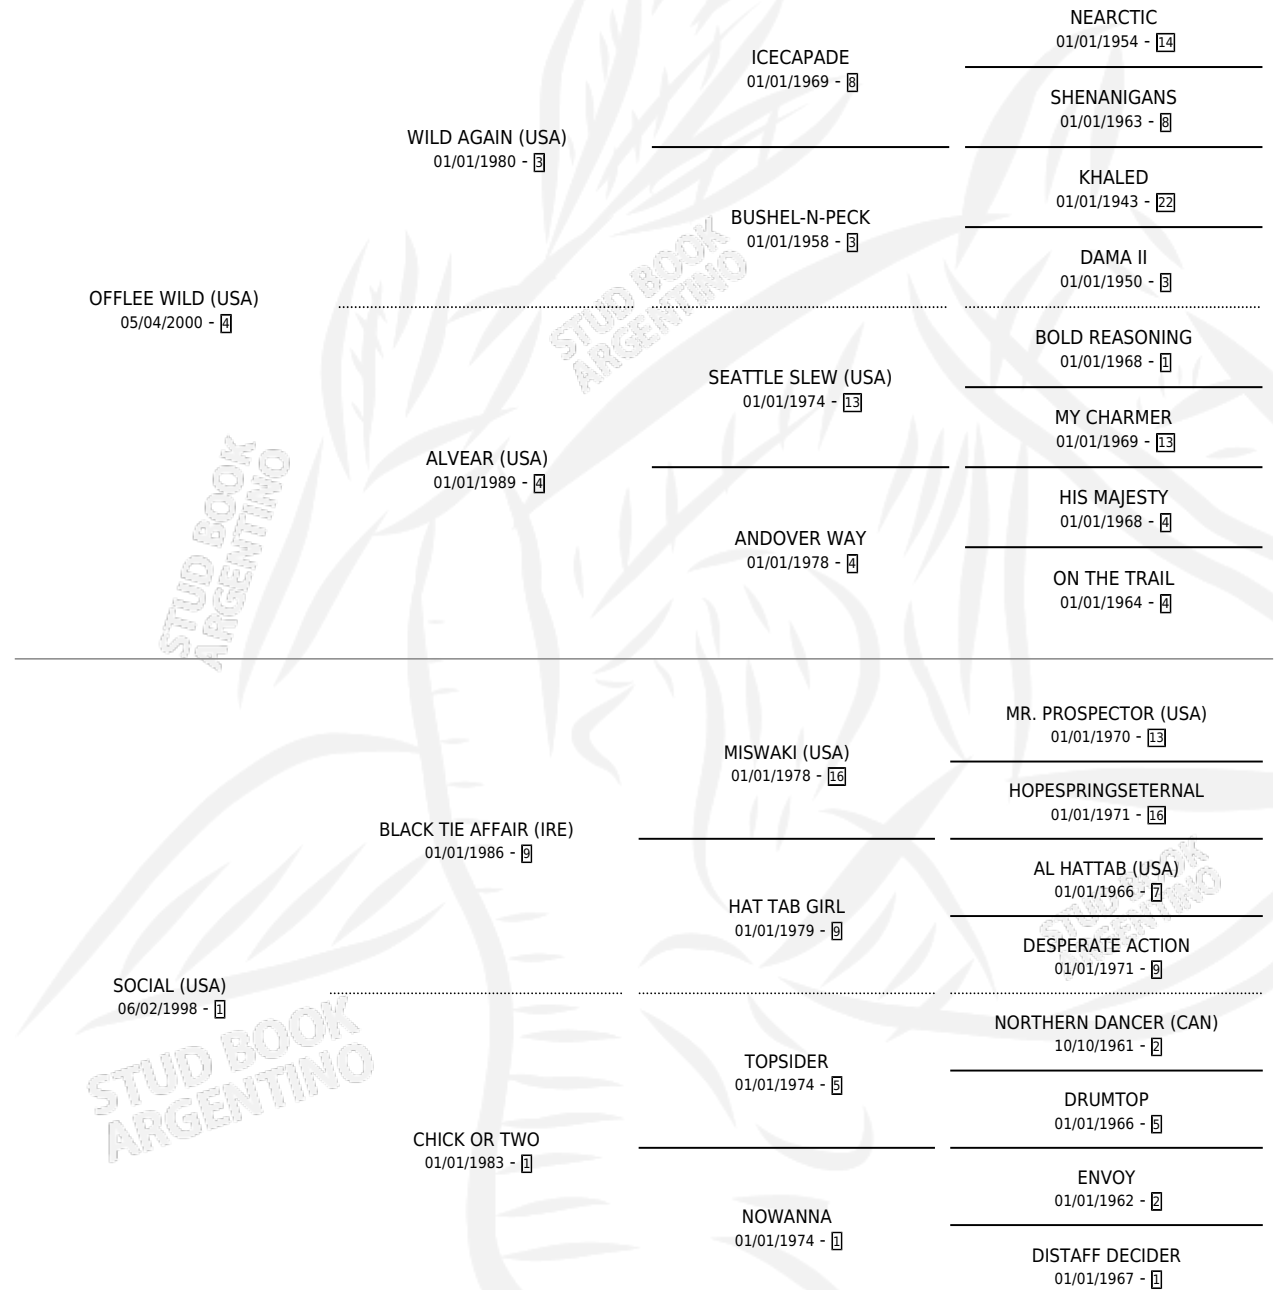 NEARCTIC
01/01/1954 - 14
ICECAPADE
01/01/1969 - 8
SHENANIGANS
01/01/1963 - 8
WILD AGAIN (USA)
01/01/1980 - 3
KHALED
01/01/1943 - 22
BUSHEL-N-PECK
01/01/1958 - 3
DAMA II
01/01/1950 - 3
OFFLEE WILD (USA)
05/04/2000 - 4
STUD BOOK
ARGENTINO
BOLD REASONING
01/01/1968 - 1
SEATTLE SLEW (USA)
01/01/1974 - 13
MY CHARMER
01/01/1969 - 13
ALVEAR (USA)
01/01/1989 - 4
HIS MAJESTY
01/01/1968 - 4
ANDOVER WAY
01/01/1978 - 4
ON THE TRAIL
01/01/1964 - 4
STUD BOOK
ARGENTINO
MR. PROSPECTOR (USA)
01/01/1970 - 13
MISWAKI (USA)
01/01/1978 - 16
HOPESPRINGSETERNAL
01/01/1971 - 16
BLACK TIE AFFAIR (IRE)
01/01/1986 - 9
AL HATTAB (USA)
01/01/1966 - 7
HAT TAB GIRL
01/01/1979 - 9
STUD BOOK
ARGENTINO
DESPERATE ACTION
01/01/1971 - 9
SOCIAL (USA)
06/02/1998 - 1
NORTHERN DANCER (CAN)
10/10/1961 - 2
TOPSIDER
01/01/1974 - 5
STUD BOOK
ARGENTINO
DRUMTOP
01/01/1966 - 5
CHICK OR TWO
01/01/1983 - 1
ENVOY
01/01/1962 - 2
NOWANNA
01/01/1974 - 1
DISTAFF DECIDER
01/01/1967 - 1